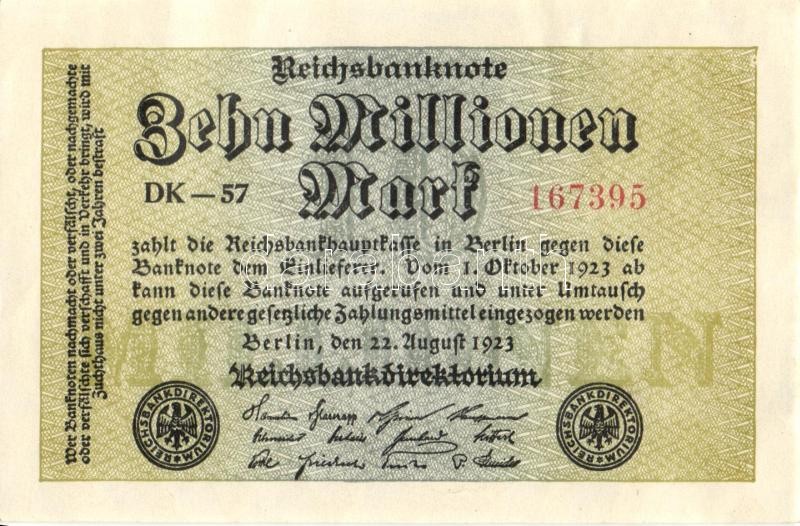 Reichsbanknote
Zehn Millionen
Mark
DK — 57
167395
zahlt die Reichsbankhauptkasse in Berlin gegen diese
Banknote dem Einlieferer. Vom 1. Oktober 1923 ab
kann diese Banknote aufgerufen und unter Umtausch
gegen andere gesetzliche Zahlungsmittel eingezogen werden
Berlin, den 22. August 1923
Reichsbankdirektorium
REICHSBANKDIREKTORIUM
REICHSBANKDIREKTORIUM
Wer Banknoten nachmacht oder verfälscht, oder nachgemachte
oder verfälschte sich verschafft und in Verkehr bringt, wird mit
Zuchthaus nicht unter zwei Jahren bestraft